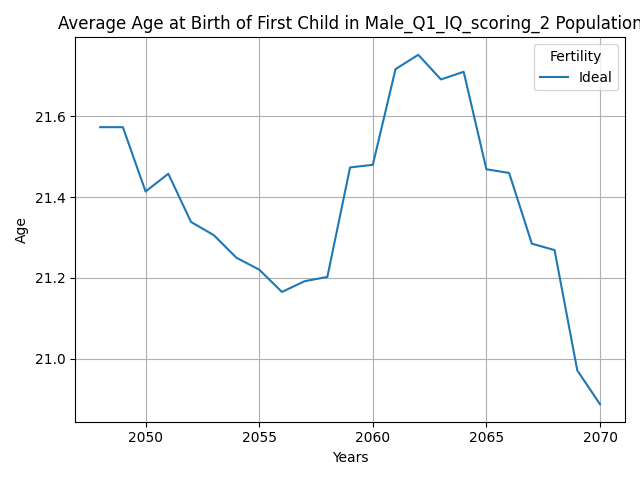 Average Age at Birth of First Child in Male_Q1_IQ_scoring_2 Population
Fertility
Ideal
21.6
21.4
21.2
21.0
Age
2050
2055
2060
2065
2070
Years